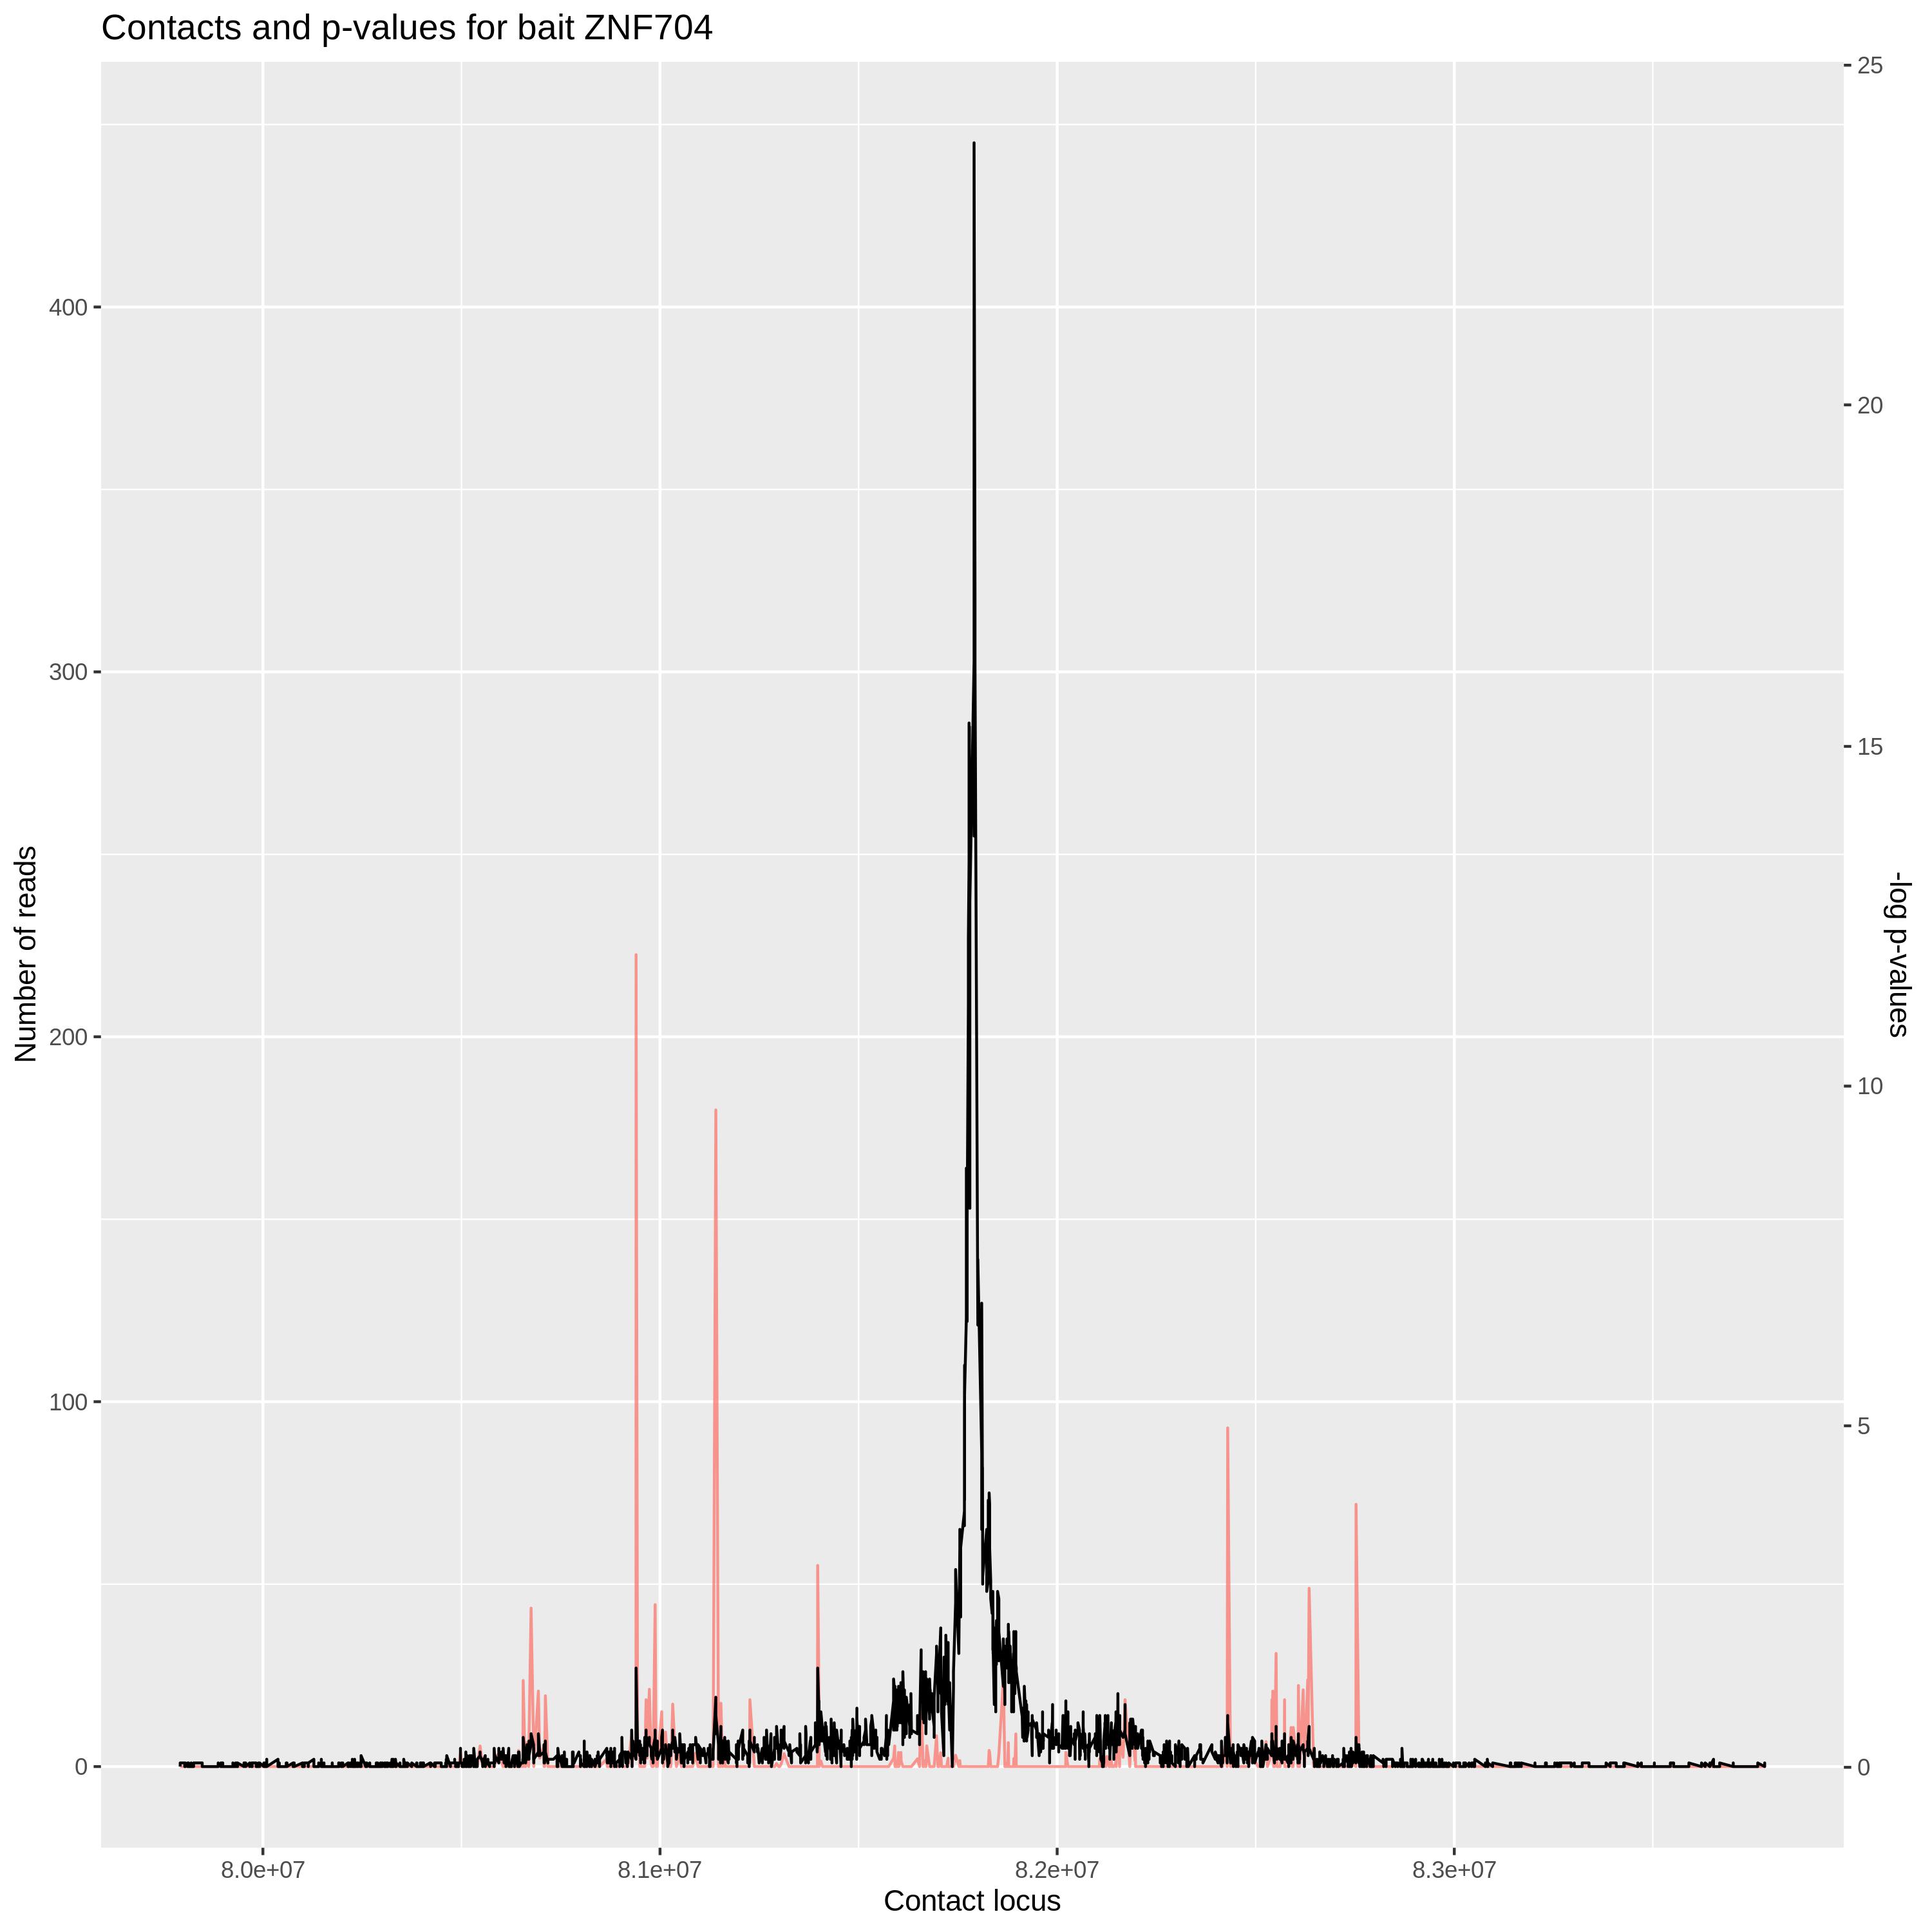 Contacts and p-values for bait ZNF704
25
20
15
10
5
0
400
300
200
100
0
Number of reads
-log p-values
8.0e+07 8.1e+07 8.2e+07 8.3e+07
Contact locus